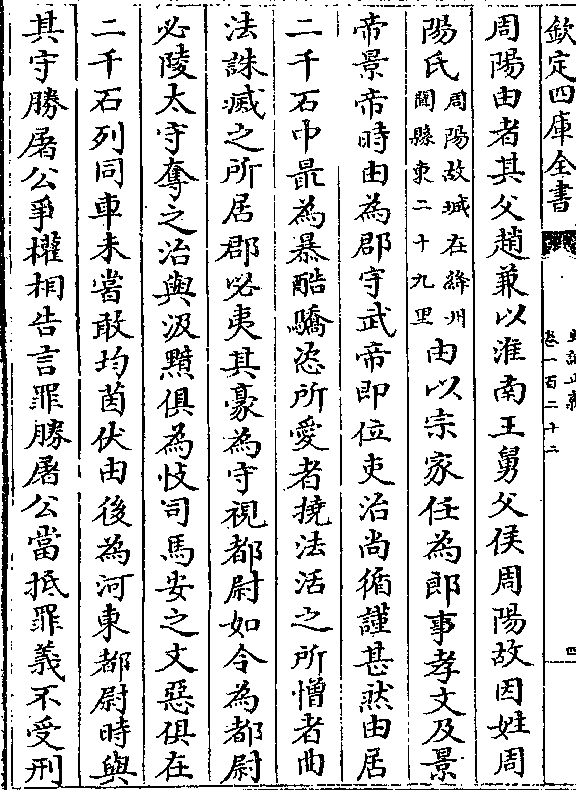 欽定四庫全書
史記正義
卷一百二十二
四
周陽由者其父趙兼以淮南王舅父侯周陽故因姓周
陽氏周陽故城在絳州聞縣東二十九里由以宗家任為郎事孝文及景
帝景帝時由為郡守武帝即位吏治尚循謹甚然由居
二千石中最為暴酷驕恣所愛者撓法活之所憎者曲
法誅滅之所居郡必夷其豪為守視都尉如令為都尉
必陵太守奪之治與汲黯俱為忮司馬安之文惡俱在
二千石列同車未嘗敢均茵伏由後為河東都尉時與
其守勝屠公爭權相告言罪勝屠公當抵罪義不受刑